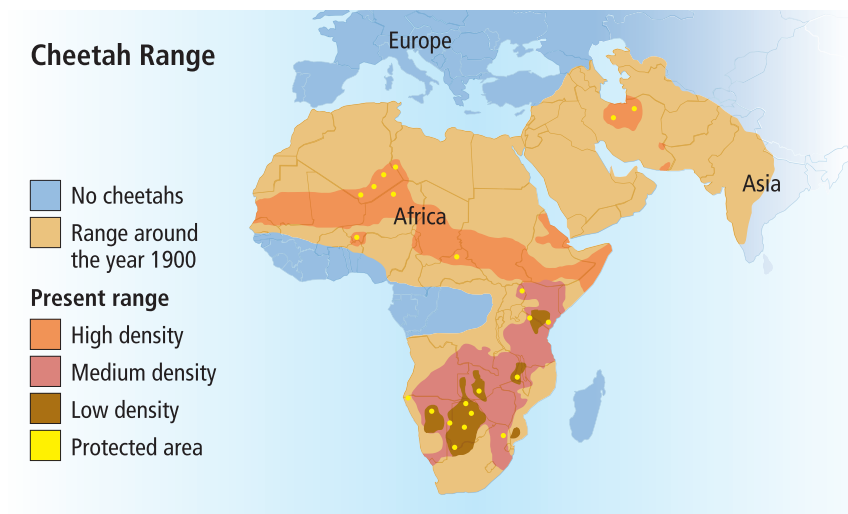 Cheetah Range
Europe
Asia
Africa
No cheetahs
Range around
the year 1900
Present range
High density
Medium density
Low density
Protected area